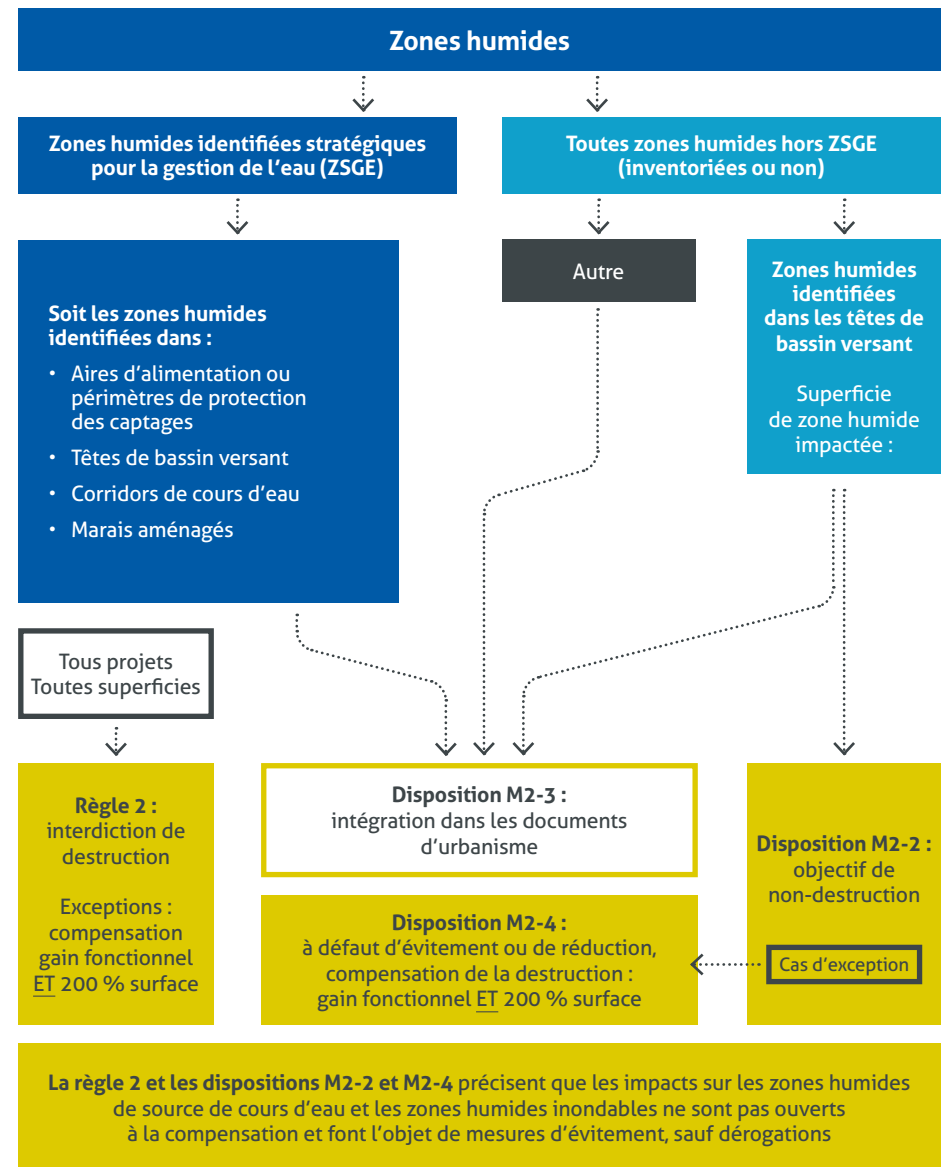 Zones humides
Zones humides identifiées stratégiques
pour la gestion de l'eau (ZSGE)
Toutes zones humides hors ZSGE
(inventoriées ou non)
Soit les zones humides
identifiées dans :
• Aires d'alimentation ou
périmètres de protection
des captages
• Têtes de bassin versant
• Corridors de cours d'eau
• Marais aménagés
Autre
Zones humides
identifiées
dans les têtes de
bassin versant
Superficie
de zone humide
impactée :
Tous projets
Toutes superficies
Règle 2 :
interdiction de
destruction
Exceptions :
compensation
gain fonctionnel
ET 200 % surface
Disposition M2-3 :
intégration dans les documents
d'urbanisme
Disposition M2-4 :
à défaut d'évitement ou de réduction,
compensation de la destruction :
gain fonctionnel ET 200 % surface
Disposition M2-2 :
objectif de
non-destruction
Cas d'exception
La règle 2 et les dispositions M2-2 et M2-4 précisent que les impacts sur les zones humides
de source de cours d'eau et les zones humides inondables ne sont pas ouverts
à la compensation et font l'objet de mesures d'évitement, sauf dérogations